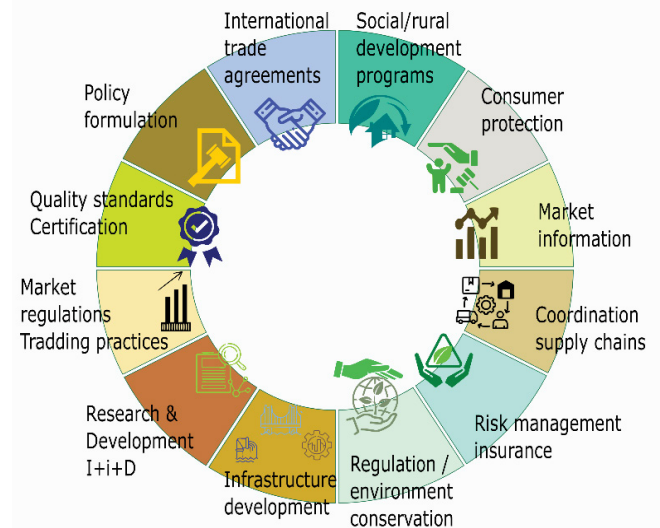 International
trade
agreements
Social/rural
development
programs
Consumer
protection
Market
information
Coordination
supply chains
Risk management
insurance
Regulation /
environment
conservation
Infrastructure
development
Research &
Development
I+i+D
Market
regulations
Tradding practices
Quality standards
Certification
Policy
formulation